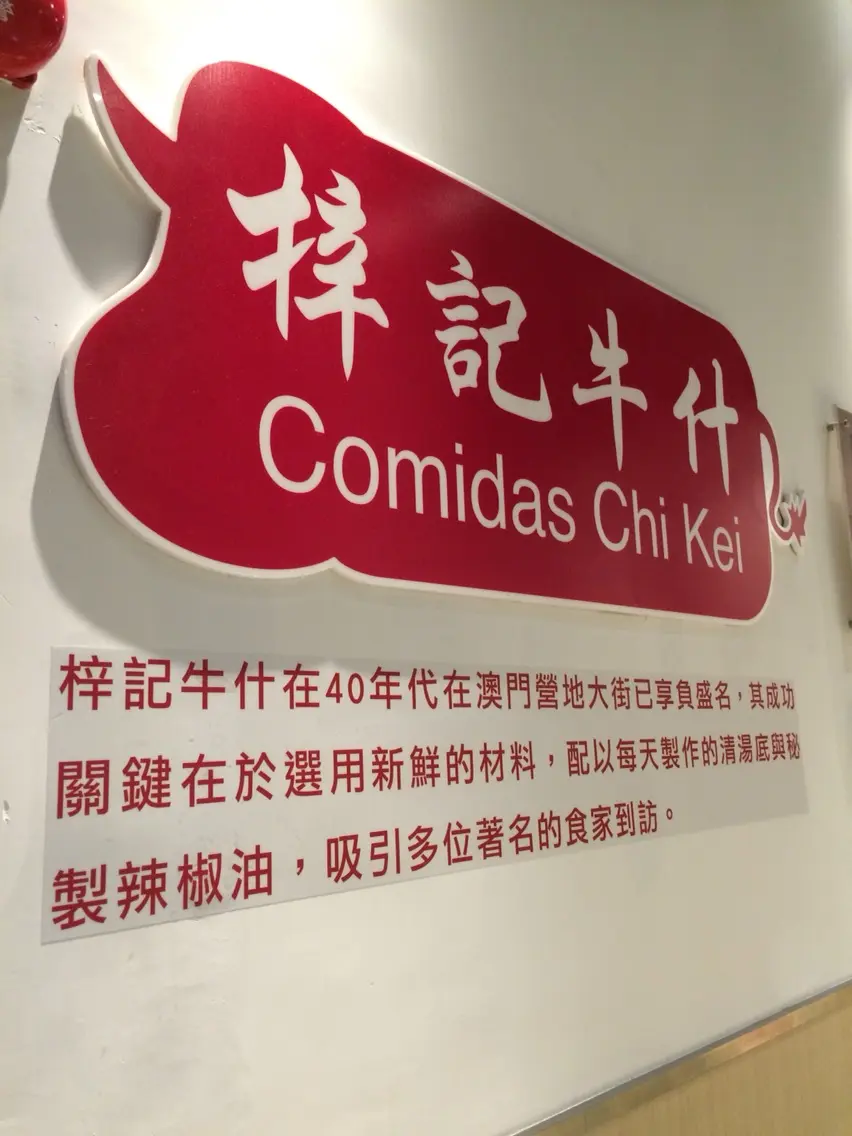 梓記牛什
Comidas Chi Kei
梓記牛什在40年代在澳門營地大街已享負盛名，其成功
關鍵在於選用新鮮的材料，配以每天製作的清湯底與秘
製辣椒油，吸引多位著名的食家到訪。